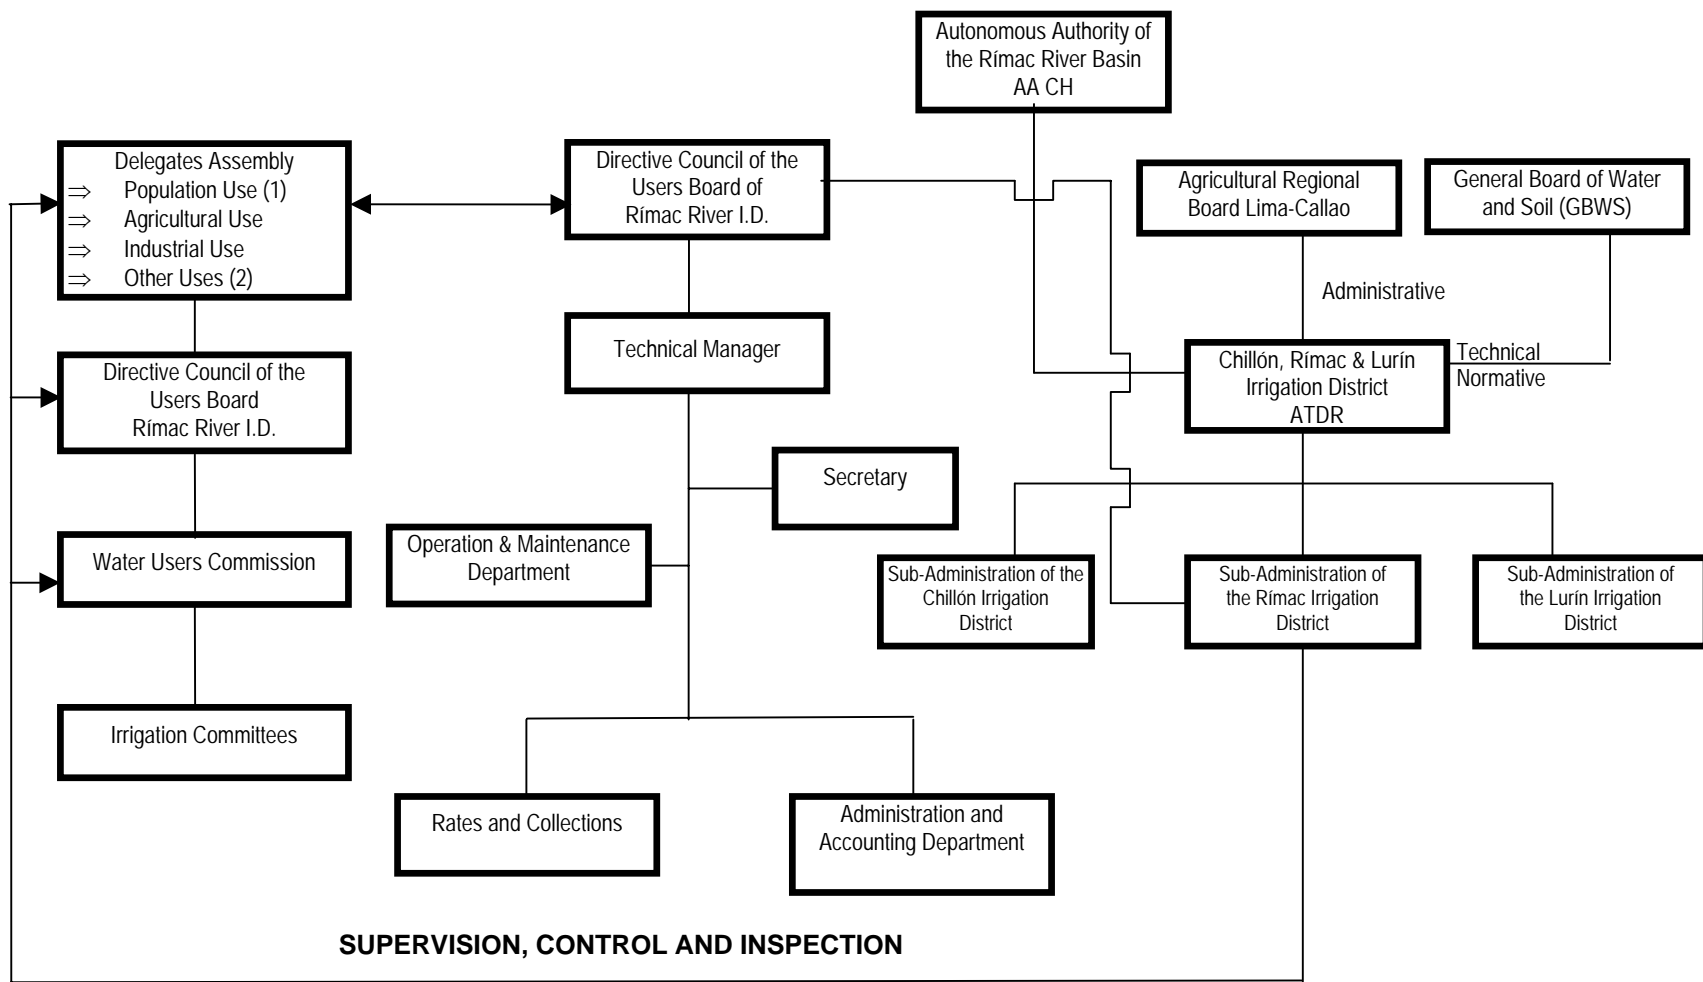 Autonomous Authority of
the Rímac River Basin
AA CH
Delegates Assembly
⇒ Population Use (1)
⇒ Agricultural Use
⇒ Industrial Use
⇒ Other Uses (2)
Directive Council of the
Users Board of
Rímac River I.D.
Agricultural Regional
Board Lima-Callao
General Board of Water
and Soil (GBWS)
Administrative
Technical Manager
Chillón, Rímac & Lurín
Irrigation District
ATDR
Technical
Normative
Directive Council of the
Users Board
Rímac River I.D.
Secretary
Operation & Maintenance
Department
Water Users Commission
Sub-Administration of the
Chillón Irrigation
District
Sub-Administration of
the Rímac Irrigation
District
Sub-Administration of
the Lurín Irrigation
District
Irrigation Committees
Rates and Collections
Administration and
Accounting Department
SUPERVISION, CONTROL AND INSPECTION